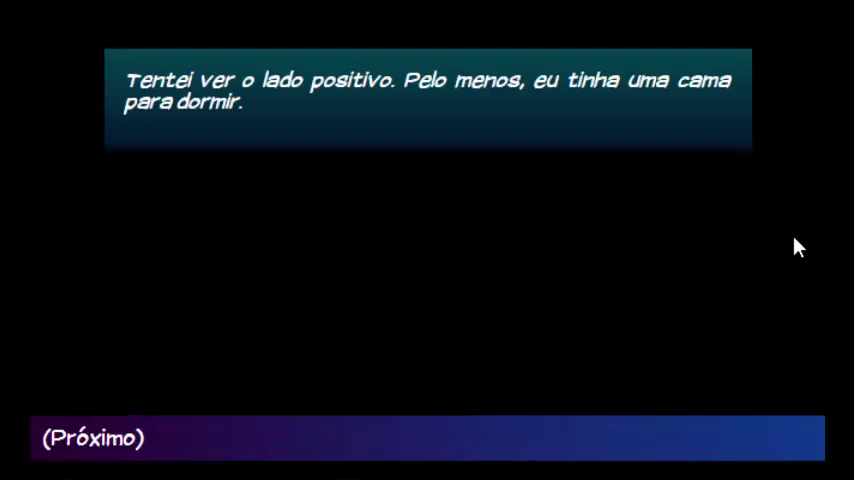 Tentei ver o lado positivo. Pelo menos, eu tinha uma cama
para dormir.
(Próximo)